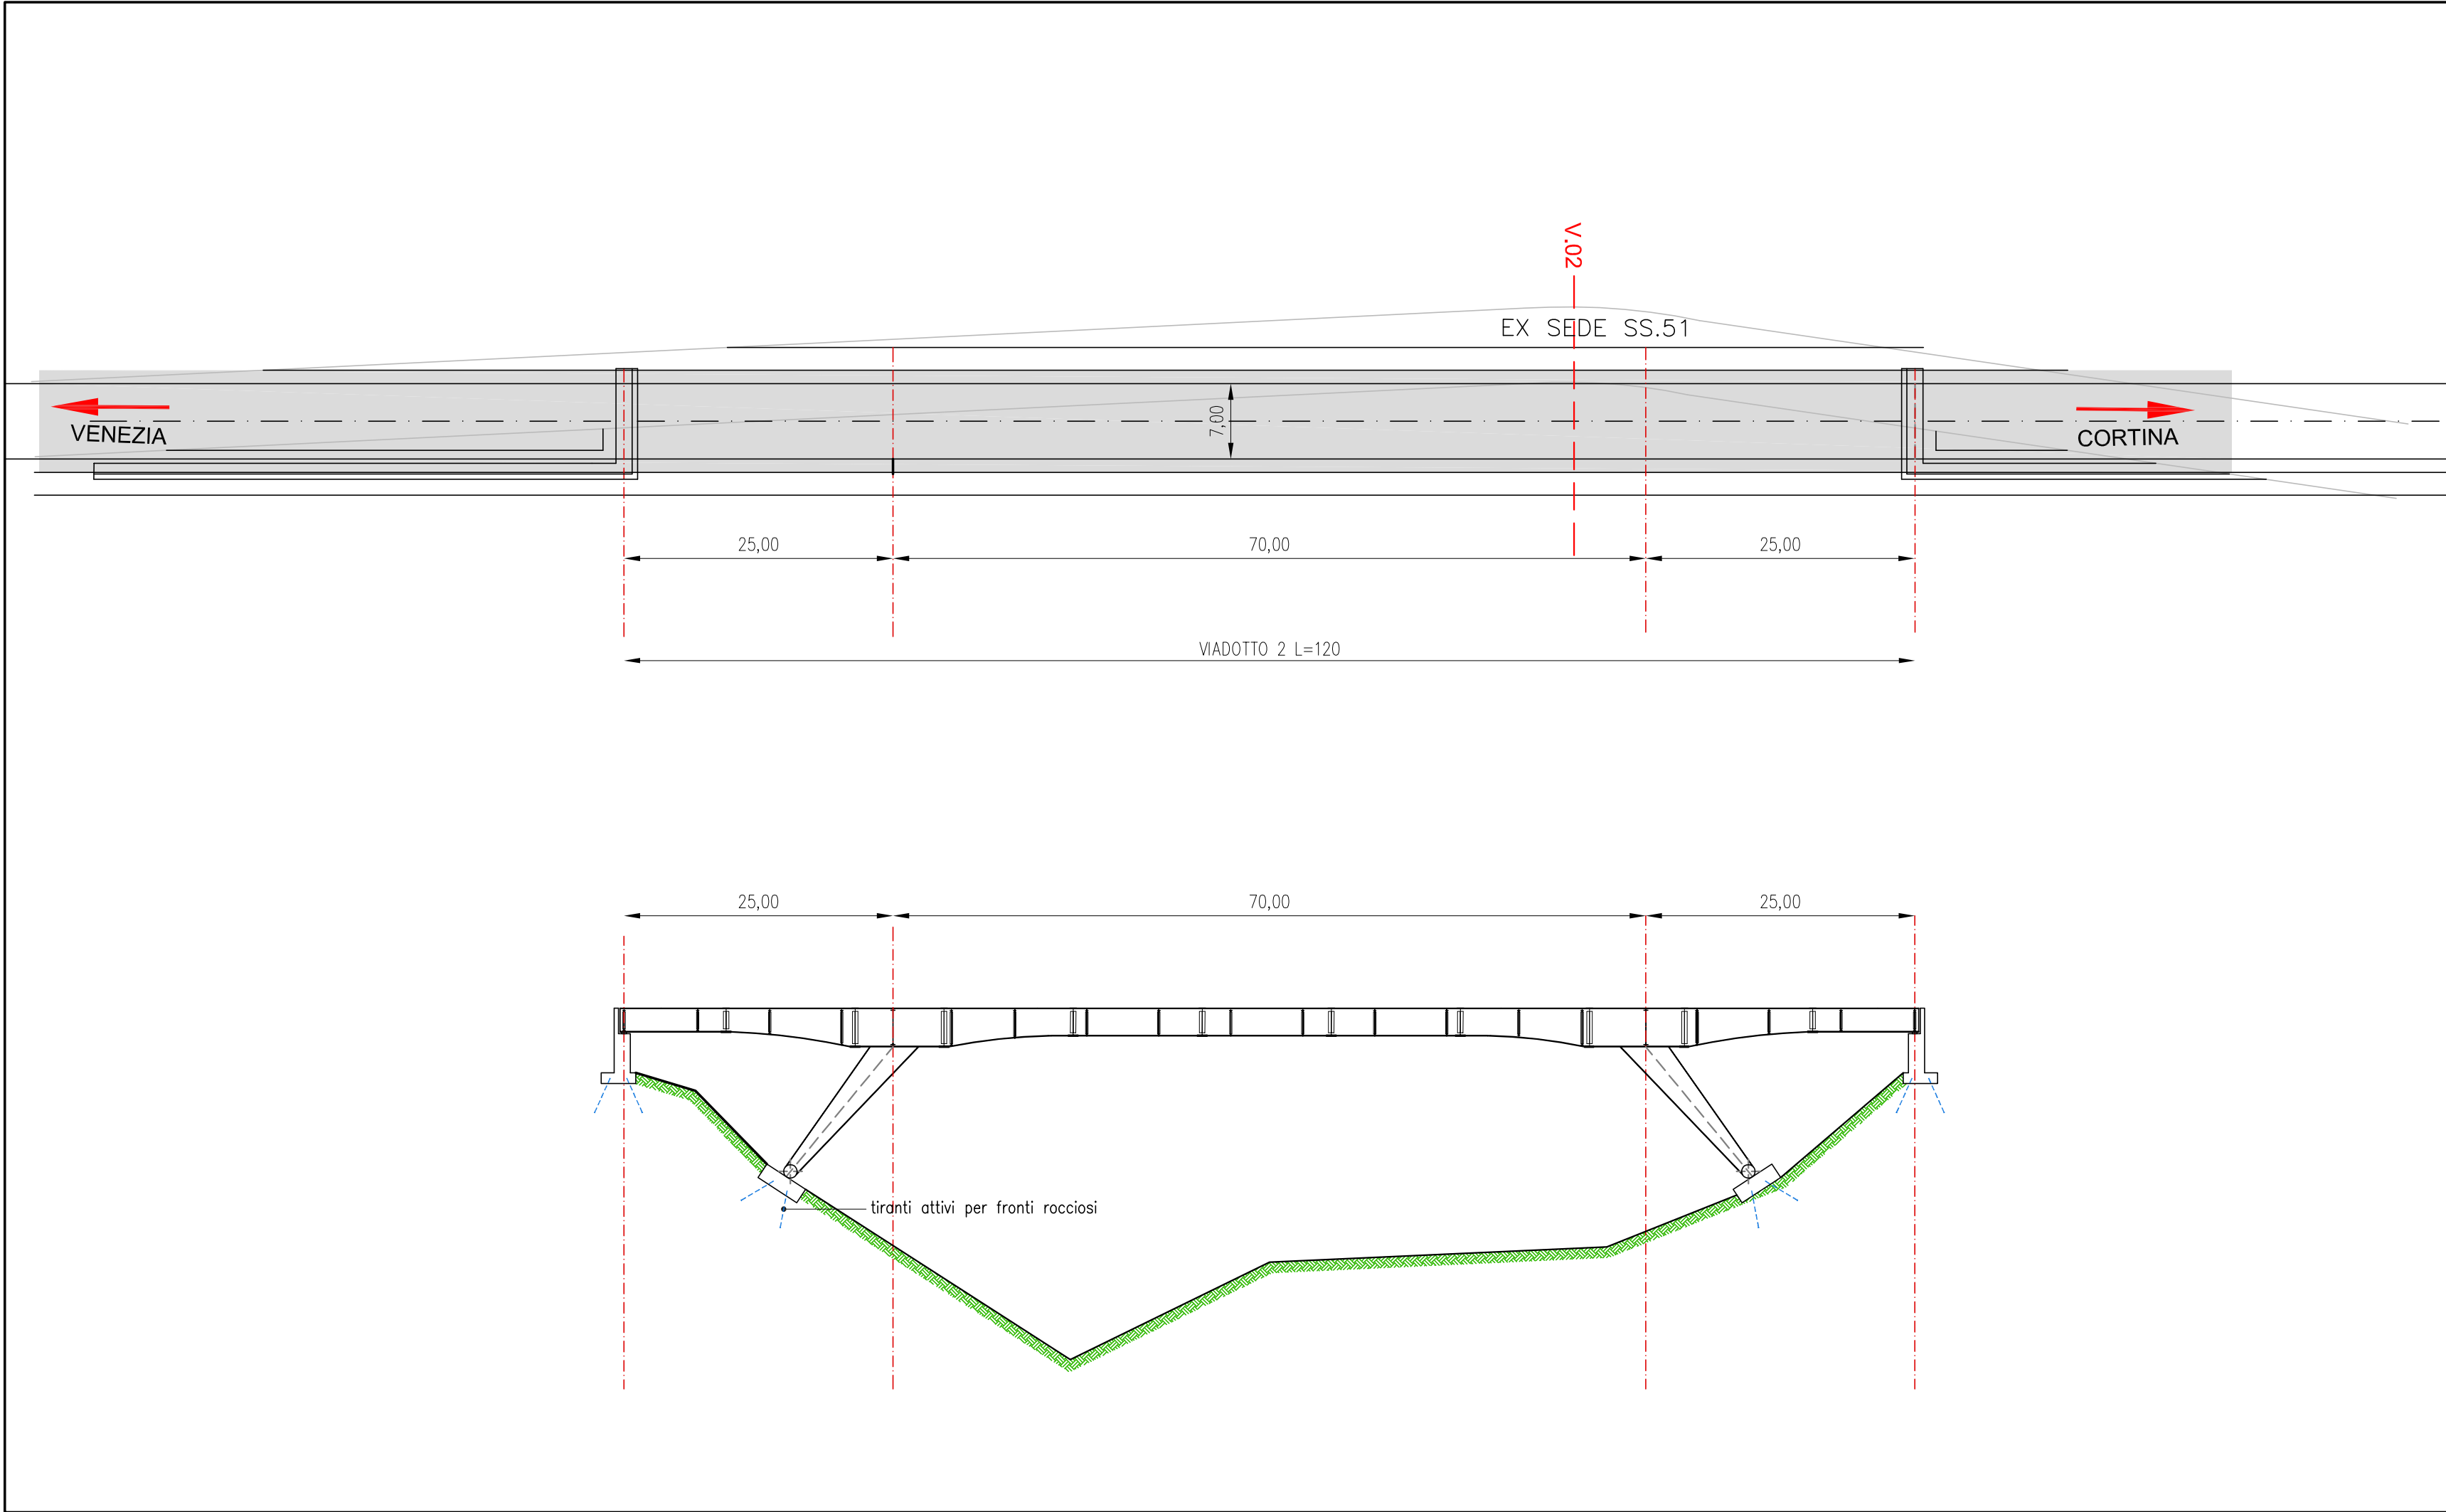 V.02
EX SEDE SS.51
VENEZIA
7,00
CORTINA
25,00
70,00
25,00
VIADOTTO 2 L=120
25,00
70,00
25,00
tiranti attivi per fronti rocciosi